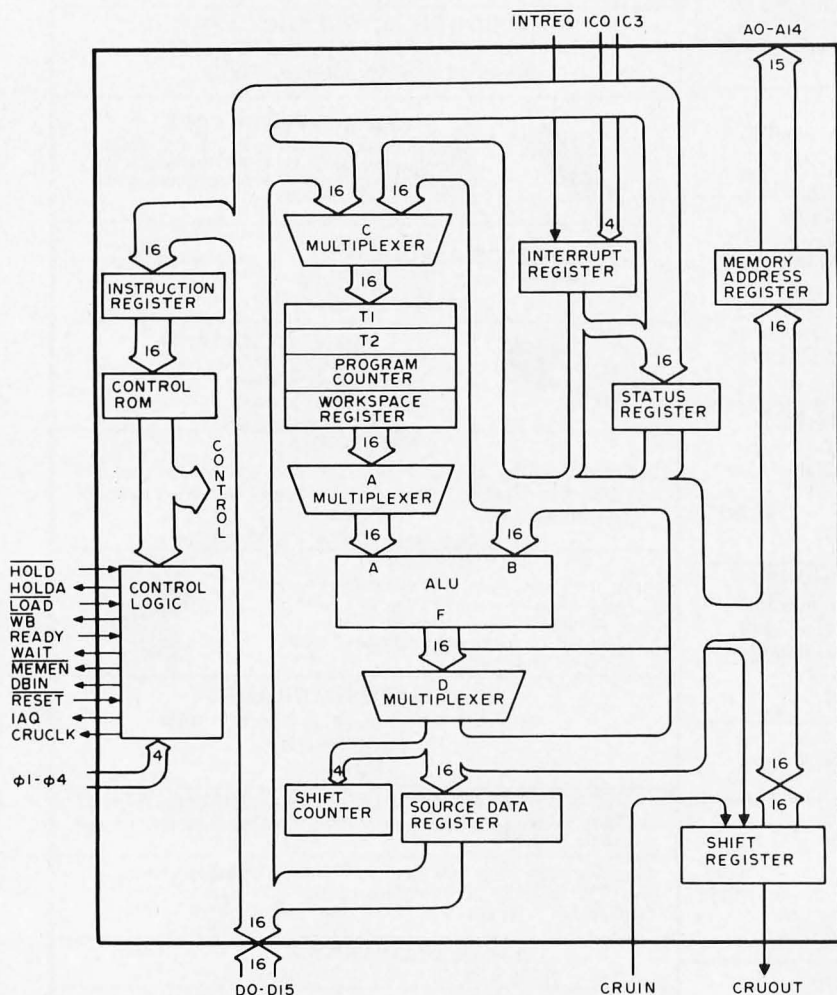 INTREQ IC0 IC3
A0-A14
15
16
16
C
MULTIPLEXER
16
4
INTERRUPT
REGISTER
MEMORY
ADDRESS
REGISTER
16
INSTRUCTION
REGISTER
16
T1
T2
PROGRAM
COUNTER
WORKSPACE
REGISTER
16
16
CONTROL
ROM
16
STATUS
REGISTER
CONTROL
16
A
MULTIPLEXER
16
16
A
B
ALU
F
HOLD
HOLDA
LOAD
WB
READY
WAIT
MEMEN
DBIN
RESET
IAQ
CRUCLK
CONTROL
LOGIC
16
D
MULTIPLEXER
4
ϕ1-ϕ4
4
16
SHIFT
COUNTER
SOURCE DATA
REGISTER
16
16
SHIFT
REGISTER
16
16
D0-D15
CRUIN
CRUOUT